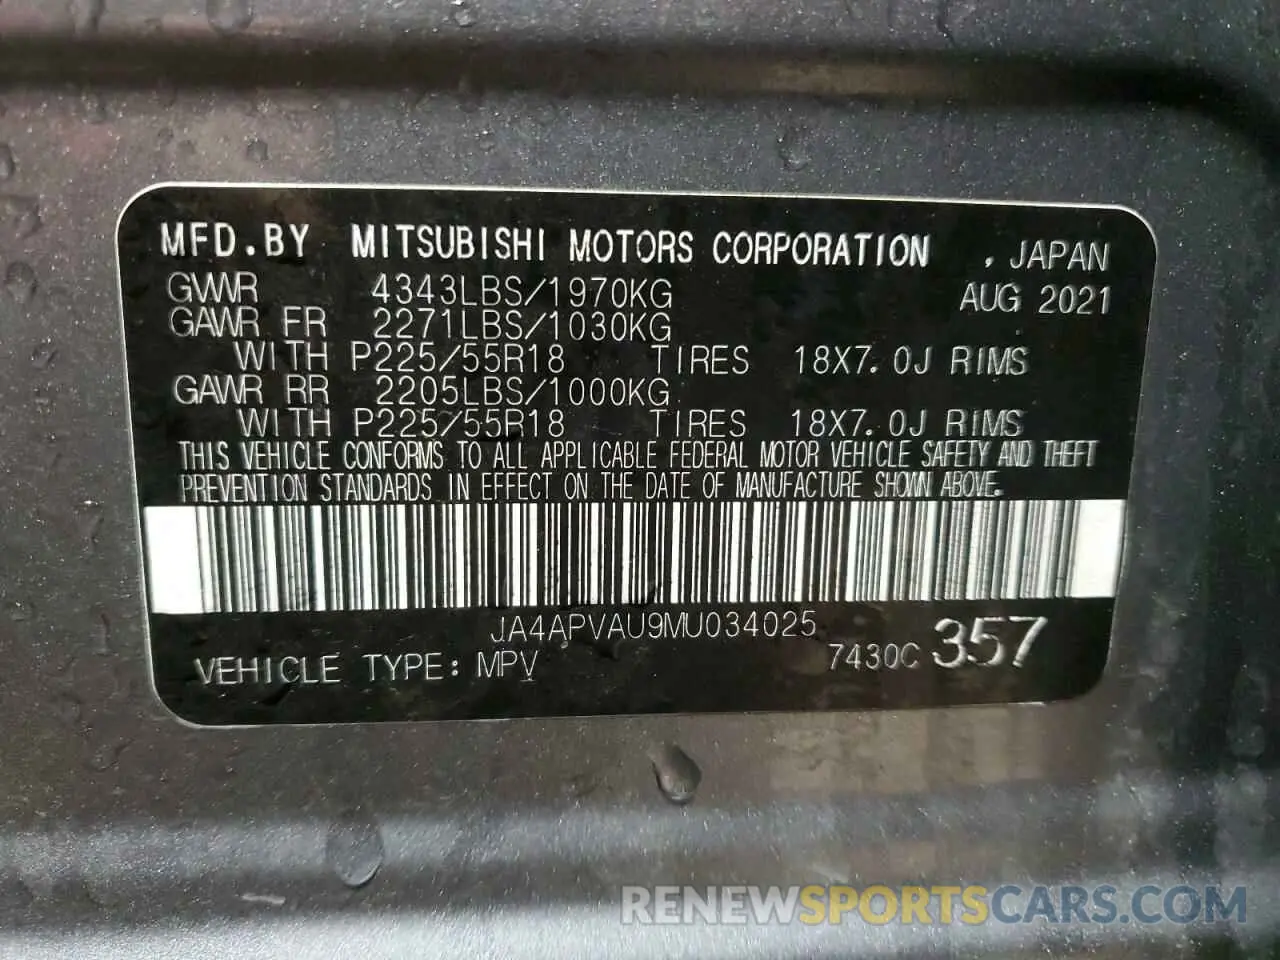 MFD.BY MITSUBISHI MOTORS CORPORATION , JAPAN
GVWR 4343LBS/1970KG AUG 2021
GAWR FR 2271LBS/1030KG
WITH P225/55R18 TIRES 18X7.0J RIMS
GAWR RR 2205LBS/1000KG
WITH P225/55R18 TIRES 18X7.0J RIMS
THIS VEHICLE CONFORMS TO ALL APPLICABLE FEDERAL MOTOR VEHICLE SAFETY AND THEFT
PREVENTION STANDARDS IN EFFECT ON THE DATE OF MANUFACTURE SHOWN ABOVE.
JA4APVAU9MU034025
VEHICLE TYPE: MPV 7430C 357
RENEWSPORTSCARS.COM